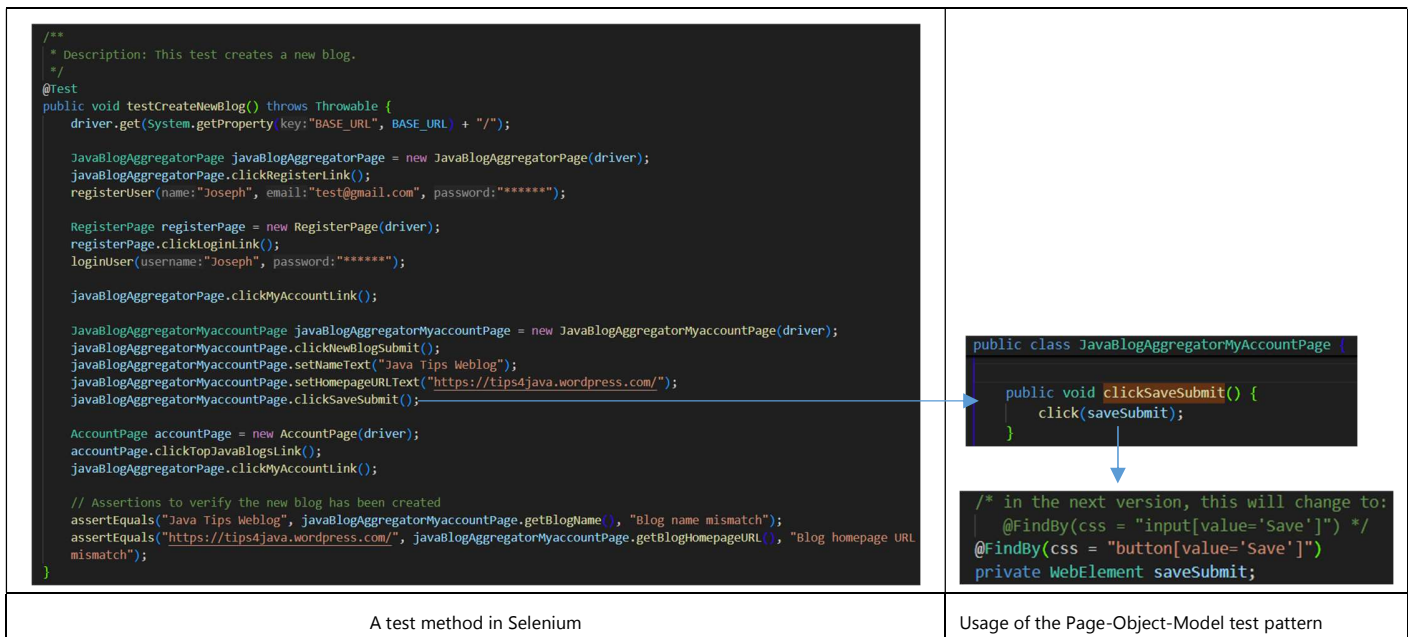 /**
* Description: This test creates a new blog.
*/
@Test
public void testCreateNewBlog() throws Throwable {
driver.get(System.getProperty(key:"BASE_URL", BASE_URL) + "/");
JavaBlogAggregatorPage javaBlogAggregatorPage = new JavaBlogAggregatorPage(driver);
javaBlogAggregatorPage.clickRegisterLink();
registerUser(name:"Joseph", email:"test@gmail.com", password:"******");
RegisterPage registerPage = new RegisterPage(driver);
registerPage.clickLoginLink();
loginUser(username:"Joseph", password:"******");
javaBlogAggregatorPage.clickMyAccountLink();
JavaBlogAggregatorMyaccountPage javaBlogAggregatorMyaccountPage = new JavaBlogAggregatorMyaccountPage(driver);
javaBlogAggregatorMyaccountPage.clickNewBlogSubmit();
javaBlogAggregatorMyaccountPage.setNameText("Java Tips Weblog");
javaBlogAggregatorMyaccountPage.setHomepageURLText("https://tips4java.wordpress.com/");
javaBlogAggregatorMyaccountPage.clickSaveSubmit();
AccountPage accountPage = new AccountPage(driver);
accountPage.clickTopJavaBlogsLink();
javaBlogAggregatorPage.clickMyAccountLink();
// Assertions to verify the new blog has been created
assertEquals("Java Tips Weblog", javaBlogAggregatorMyaccountPage.getBlogName(), "Blog name mismatch");
assertEquals("https://tips4java.wordpress.com/", javaBlogAggregatorMyaccountPage.getBlogHomepageURL(), "Blog homepage URL
mismatch");
}
public class JavaBlogAggregatorMyAccountPage {
public void clickSaveSubmit() {
click(saveSubmit);
}
/* in the next version, this will change to:
@FindBy(css = "input[value='Save']") */
@FindBy(css = "button[value='Save']")
private WebElement saveSubmit;
A test method in Selenium
Usage of the Page-Object-Model test pattern